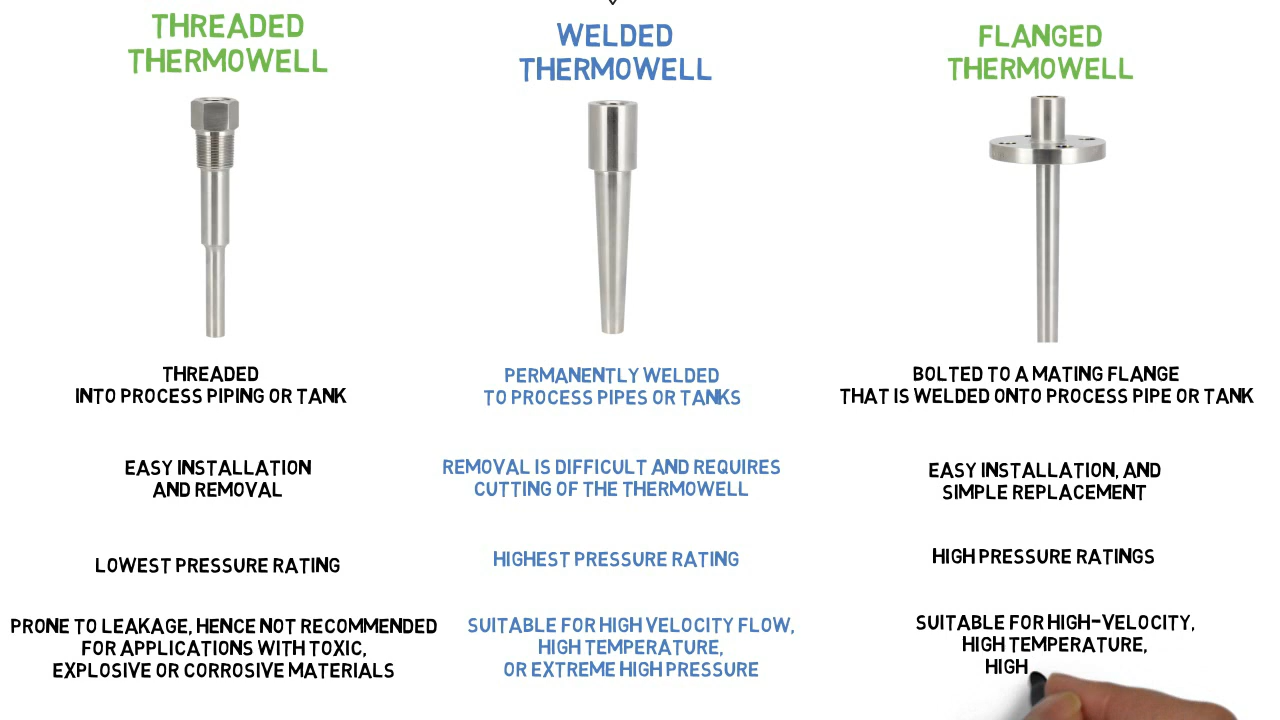 THREADED
THERMOWELL
THREADED
INTO PROCESS PIPING OR TANK
EASY INSTALLATION
AND REMOVAL
LOWEST PRESSURE RATING
PRONE TO LEAKAGE, HENCE NOT RECOMMENDED
FOR APPLICATIONS WITH TOXIC,
EXPLOSIVE OR CORROSIVE MATERIALS
WELDED
THERMOWELL
PERMANENTLY WELDED
TO PROCESS PIPES OR TANKS
REMOVAL IS DIFFICULT AND REQUIRES
CUTTING OF THE THERMOWELL
HIGHEST PRESSURE RATING
SUITABLE FOR HIGH VELOCITY FLOW,
HIGH TEMPERATURE,
OR EXTREME HIGH PRESSURE
FLANGED
THERMOWELL
BOLTED TO A MATING FLANGE
THAT IS WELDED ONTO PROCESS PIPE OR TANK
EASY INSTALLATION, AND
SIMPLE REPLACEMENT
HIGH PRESSURE RATINGS
SUITABLE FOR HIGH-VELOCITY,
HIGH TEMPERATURE,
HIGH